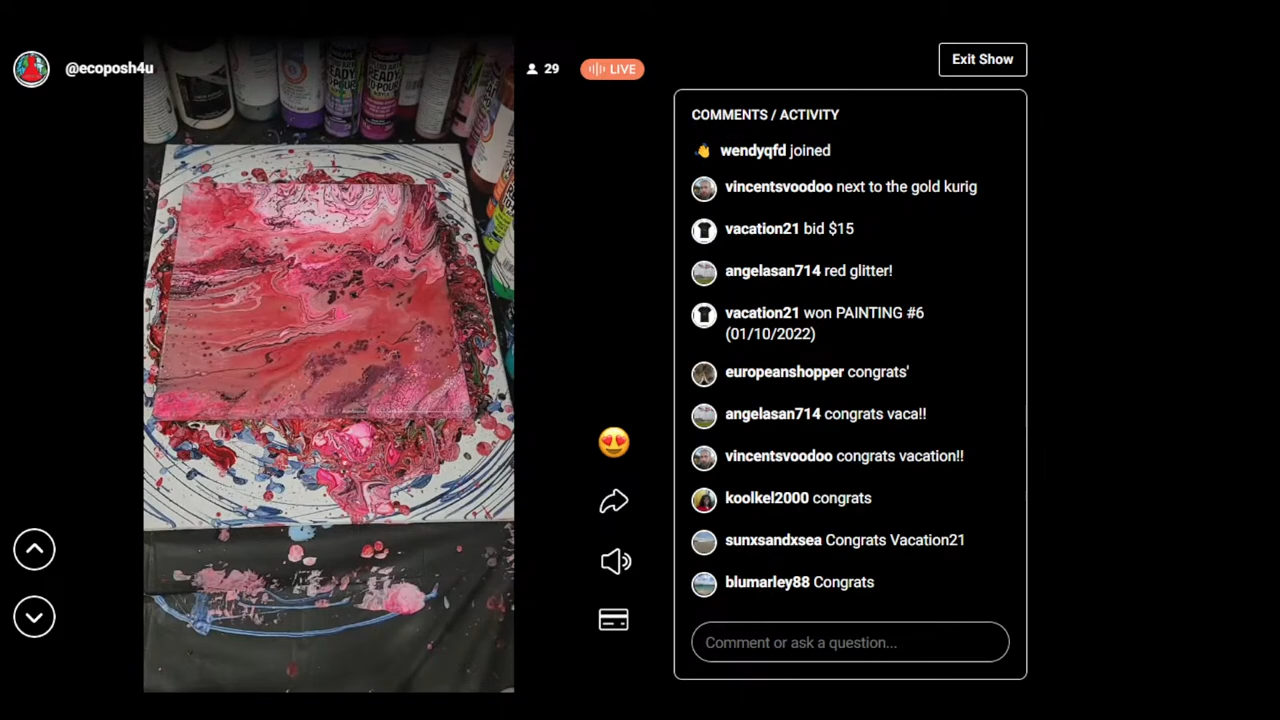 @ecoposh4u
29
LIVE
Exit Show
COMMENTS / ACTIVITY
wendyqfd joined
vincentsvoodoo next to the gold kurig
vacation21 bid $15
angelasan714 red glitter!
vacation21 won PAINTING #6
(01/10/2022)
europeanshopper congrats'
angelasan714 congrats vaca!!
vincentsvoodoo congrats vacation!!
koolkel2000 congrats
sunxsandxsea Congrats Vacation21
blumarley88 Congrats
Comment or ask a question...
READY
READY